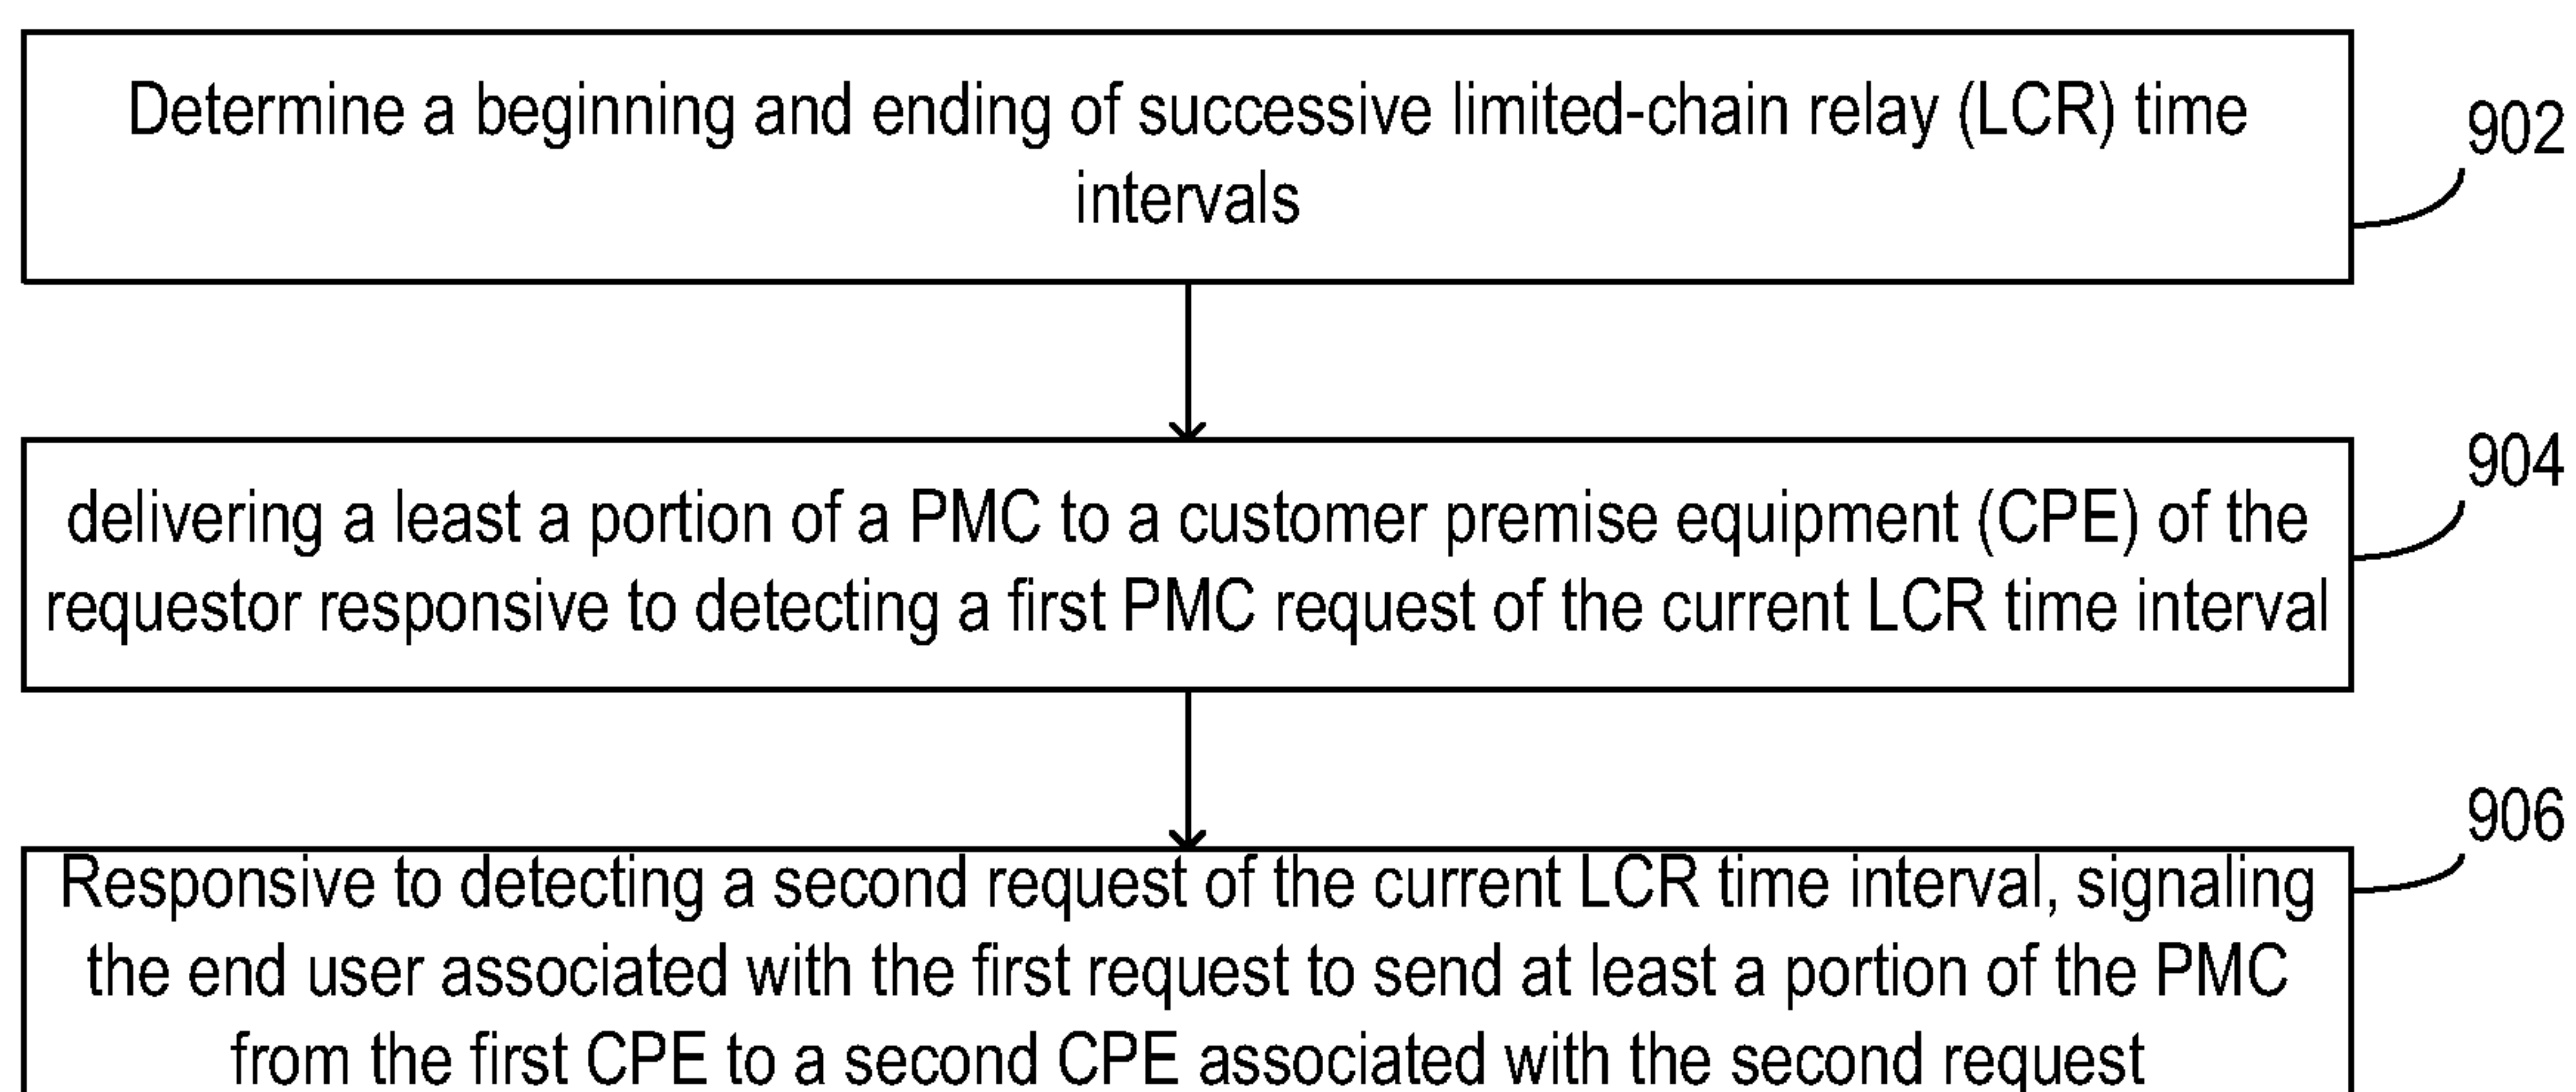 Determine a beginning and ending of successive limited-chain relay (LCR) time
intervals
902
delivering a least a portion of a PMC to a customer premise equipment (CPE) of the
requestor responsive to detecting a first PMC request of the current LCR time interval
904
Responsive to detecting a second request of the current LCR time interval, signaling
the end user associated with the first request to send at least a portion of the PMC
from the first CPE to a second CPE associated with the second request
906